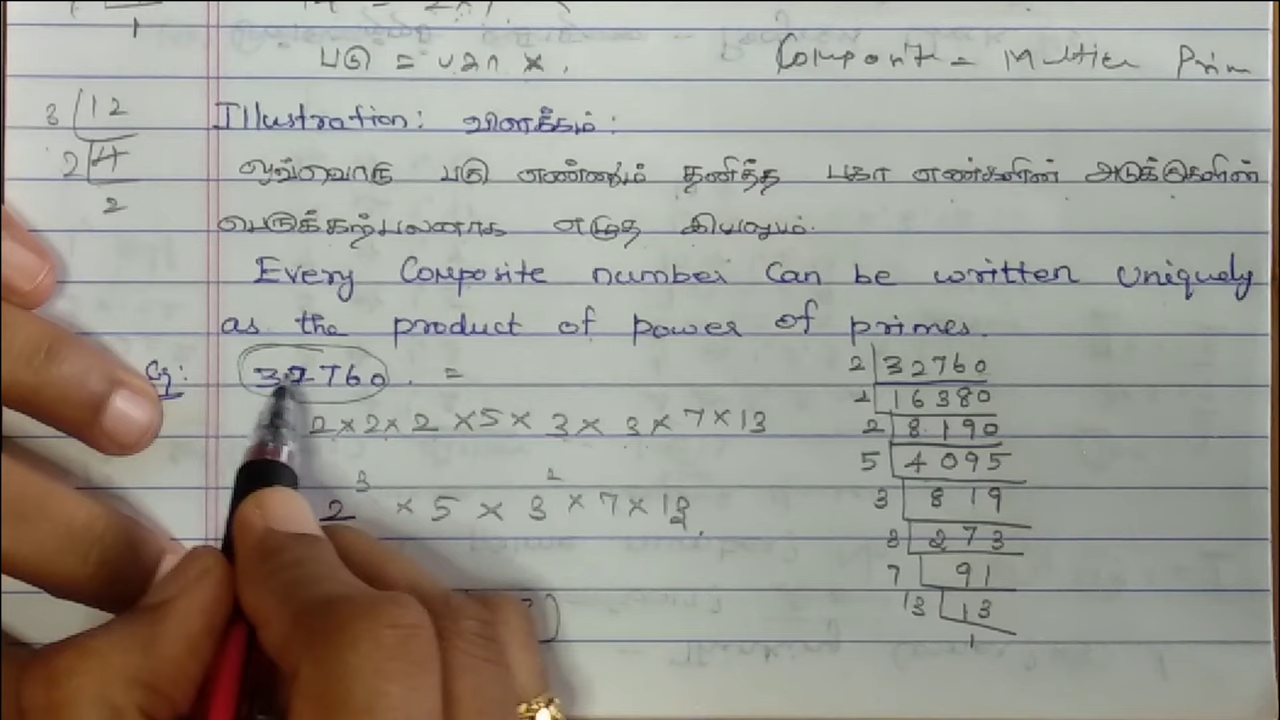 படு = பகா x.
Composite = Multiple Prim
3 | 12
2 | 4
2
Illustration: விளக்கம்:
ஒவ்வொரு படு எண்ணையும் தனித்த பகா எண்களின் அடுக்குகளின்
பெருக்கற்பலனாக எழுத இயலும்.
Every Composite number can be written uniquely
as the product of power of primes.
Eg: 32760. =
2 × 2 × 2 × 5 × 3 × 3 × 7 × 13
2³ × 5 × 3² × 7 × 13.
2 | 32760
2 | 16380
2 | 8190
5 | 4095
3 | 819
3 | 273
7 | 91
13 | 13
1